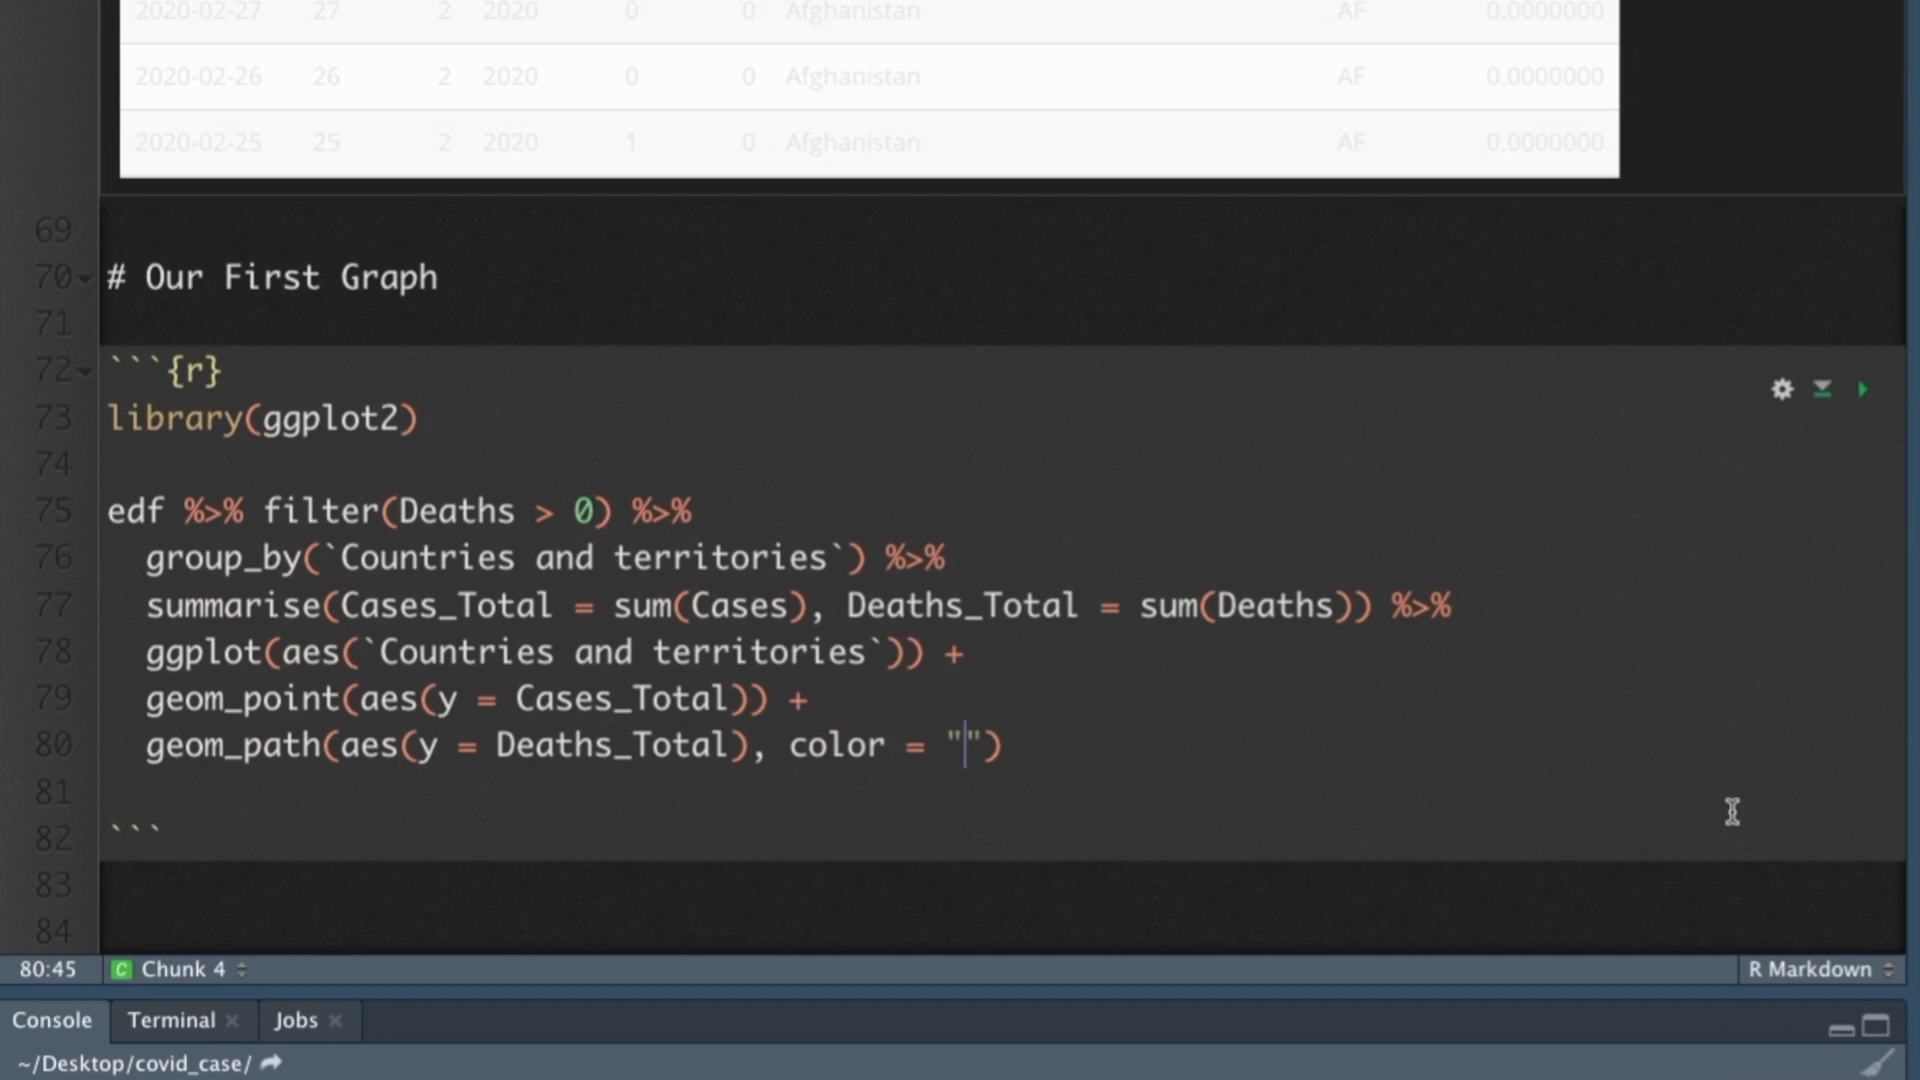 2020-02-27 27 2 2020 0 0 Afghanistan AF 0.0000000
2020-02-26 26 2 2020 0 0 Afghanistan AF 0.0000000
2020-02-25 25 2 2020 1 0 Afghanistan AF 0.0000000
69
70 # Our First Graph
71
72 ```{r}
73 library(ggplot2)
74
75 edf %>% filter(Deaths > 0) %>%
76 group_by(`Countries and territories`) %>%
77 summarise(Cases_Total = sum(Cases), Deaths_Total = sum(Deaths)) %>%
78 ggplot(aes(`Countries and territories`)) +
79 geom_point(aes(y = Cases_Total)) +
80 geom_path(aes(y = Deaths_Total), color = "")
81
82 ```
83
84
80:45 C Chunk 4 R Markdown
Console Terminal Jobs
~/Desktop/covid_case/